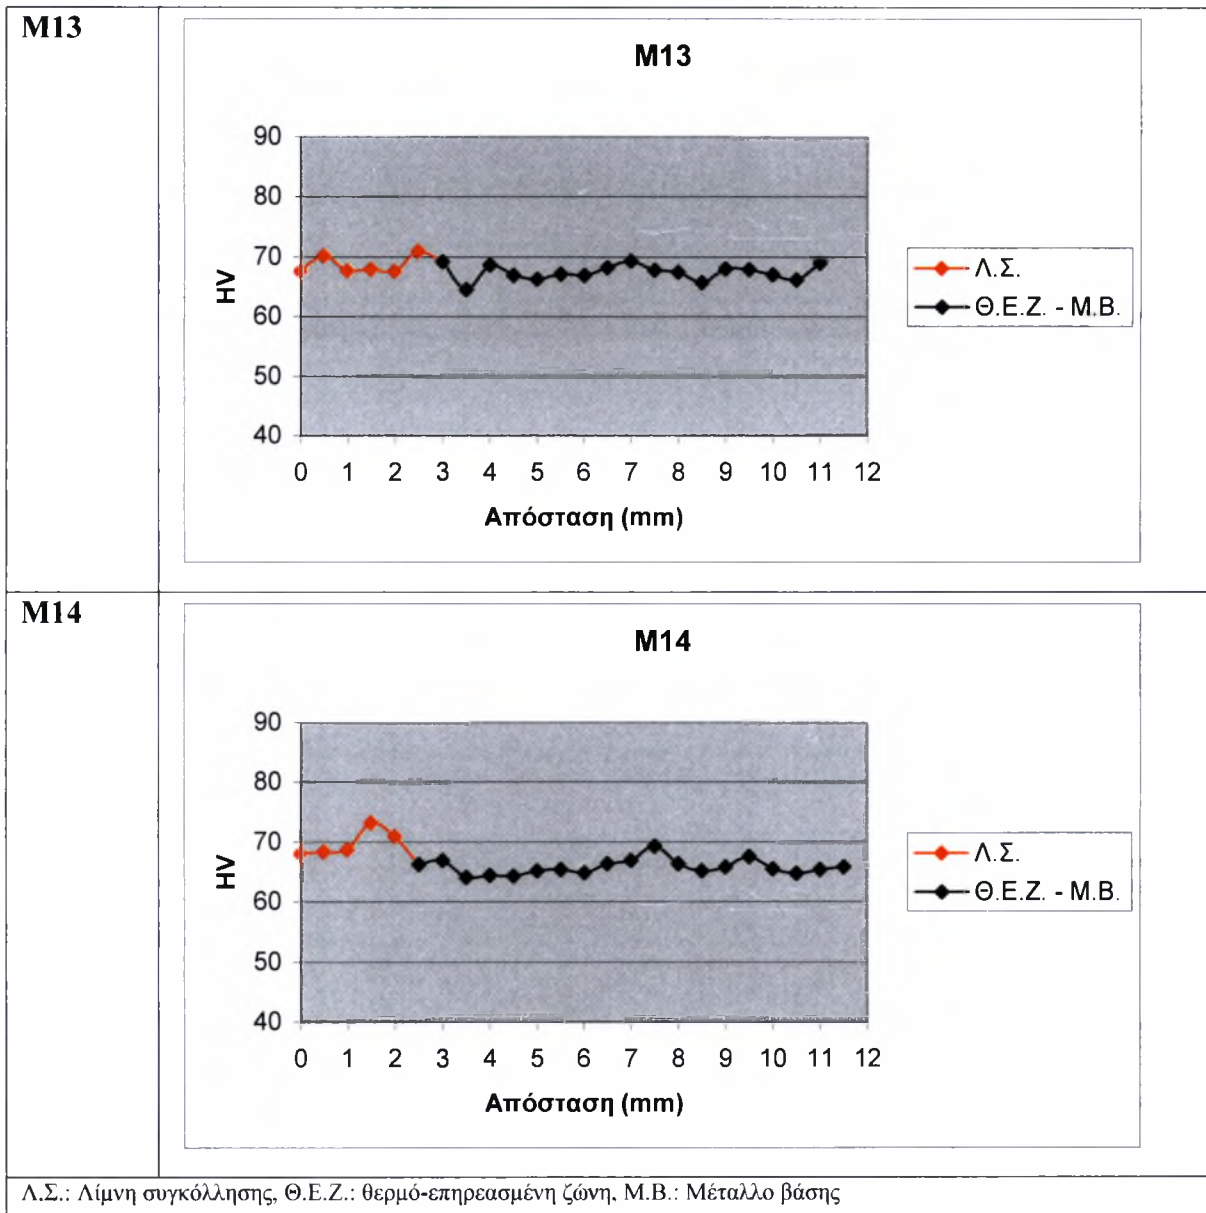 M13
M13
90
80
70
60
50
40
HV
0 1 2 3 4 5 6 7 8 9 10 11 12
Απόσταση (mm)
Λ.Σ.
Θ.Ε.Ζ. - Μ.Β.
M14
M14
90
80
70
60
50
40
HV
0 1 2 3 4 5 6 7 8 9 10 11 12
Απόσταση (mm)
Λ.Σ.
Θ.Ε.Ζ. - Μ.Β.
Λ.Σ.: Λίμνη συγκόλλησης, Θ.Ε.Ζ.: θερμό-επηρεασμένη ζώνη, Μ.Β.: Μέταλλο βάσης